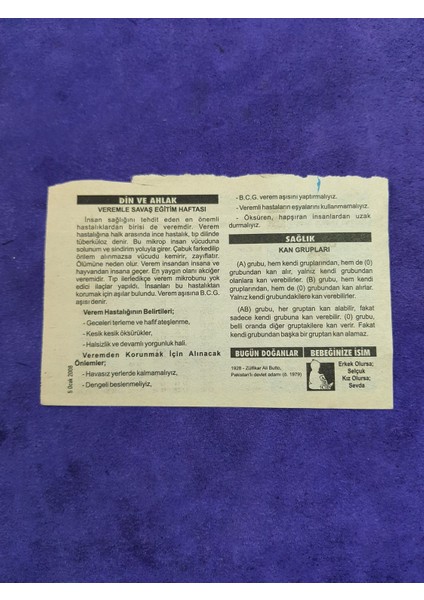 DİN VE AHLAK
VEREMLE SAVAŞ EĞİTİM HAFTASI
İnsan sağlığını tehdit eden en önemli
hastalıklardan birisi de veremdir. Verem
hastalığına halk arasında ince hastalık, tıp dilinde
tüberküloz denir. Bu mikrop insan vücuduna
solunum ve sindirim yoluyla girer. Çabuk farkedilip
önlem alınmazsa vücudu kemirir, zayıflatır.
Ölümüne neden olur. Verem insandan insana ve
hayvandan insana geçer. En yaygın olanı akciğer
veremidir. Tıp ilerledikçe verem mikrobunu yok
edici ilaçlar yapıldı. İnsanları bu hastalıktan
korumak için aşılar bulundu. Verem aşısına B.C.G.
aşısı denir.
Verem Hastalığının Belirtileri;
- Geceleri terleme ve hafif ateşlenme,
- Kesik kesik öksürükler,
- Halsizlik ve devamlı yorgunluk hali.
Veremden Korunmak İçin Alınacak
Önlemler;
- Havasız yerlerde kalmamalıyız,
- Dengeli beslenmeliyiz,
5 Ocak 2009
- B.C.G. verem aşısını yaptırmalıyız.
- Veremli hastaların eşyalarını kullanmamalıyız.
- Öksüren, hapşıran insanlardan uzak
durmalıyız.
SAĞLIK
KAN GRUPLARI
(A) grubu, hem kendi gruplarından, hem de (0)
grubundan kan alır, yalnız kendi grubundan
olanlara kan verebilirler. (B) grubu, hem kendi
gruplarından, hem de (0) grubundan kan alırlar.
Yalnız kendi grubundakilere kan verebilirler.
(AB) grubu, her gruptan kan alabilir, fakat
sadece kendi grubuna kan verebilir. (0) grubu,
belli oranda diğer gruptakilere kan verir. Fakat
kendi grubundan başka bir gruptan kan alamaz.
BUGÜN DOĞANLAR
1928 - Zülfikar Ali Butto,
Pakistan'lı devlet adamı (ö. 1979)
BEBEĞİNİZE İSİM
Erkek Olursa;
Selçuk
Kız Olursa;
Sevda